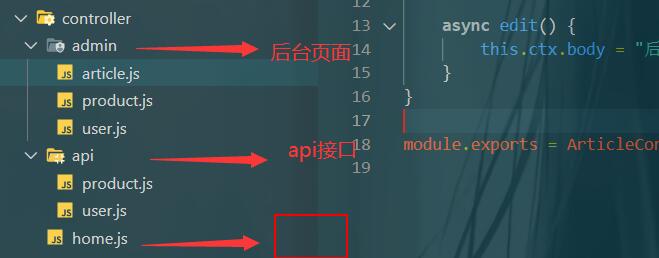 controller
admin
article.js
product.js
user.js
api
product.js
user.js
home.js
后台页面
api接口
12
13 async edit() {
14 this.ctx.body = "后
15 }
16 }
17
18 module.exports = ArticleCon
19